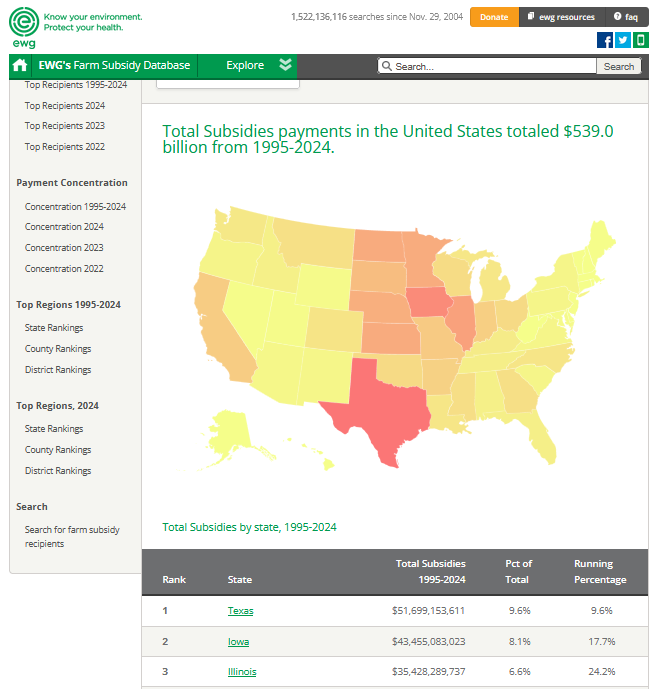 Know your environment.
Protect your health.
ewg
1,522,136,116 searches since Nov. 29, 2004
Donate
ewg resources
? faq
EWG's Farm Subsidy Database
Explore
Search...
Search
Top Recipients 1995-2024
Top Recipients 2024
Top Recipients 2023
Top Recipients 2022
Payment Concentration
Concentration 1995-2024
Concentration 2024
Concentration 2023
Concentration 2022
Top Regions 1995-2024
State Rankings
County Rankings
District Rankings
Top Regions, 2024
State Rankings
County Rankings
District Rankings
Search
Search for farm subsidy
recipients
Total Subsidies payments in the United States totaled $539.0
billion from 1995-2024.
Total Subsidies by state, 1995-2024
Rank State Total Subsidies 1995-2024 Pct of Total Running Percentage
1 Texas $51,699,153,611 9.6% 9.6%
2 Iowa $43,455,083,023 8.1% 17.7%
3 Illinois $35,428,289,737 6.6% 24.2%